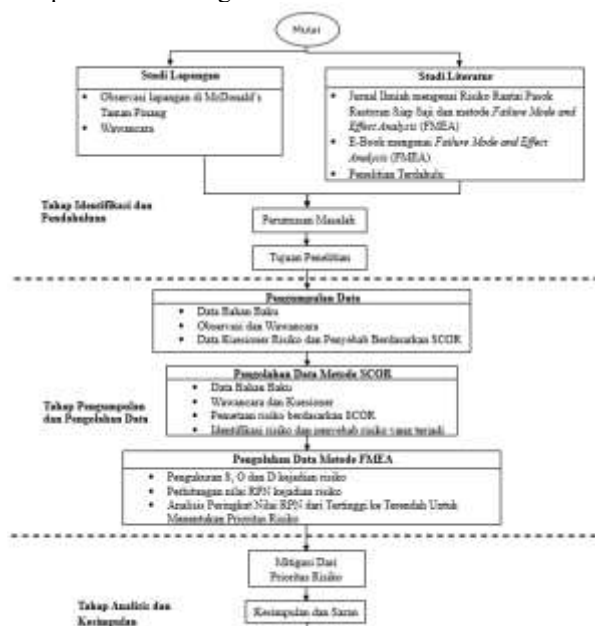 Mulai
Studi Lapangan
• Observasi lapangan di McDonald's
Taman Pinang
• Wawancara
Studi Literatur
• Jurnal Ilmiah mengenai Risiko Rantai Pasok
Restoran Siap Saji dan metode Failure Mode and
Effect Analysis (FMEA)
• E-Book mengenai Failure Mode and Effect
Analysis (FMEA)
• Penelitian Terdahulu
Tahap Identifikasi dan
Pendahuluan
Perumusan Masalah
Tujuan Penelitian
Pengumpulan Data
• Data Bahan Baku
• Observasi dan Wawancara
• Data Kuesioner Risiko dan Penyebab Berdasarkan SCOR
Tahap Pengumpulan
dan Pengolahan Data
Pengolahan Data Metode SCOR
• Data Bahan Baku
• Wawancara dan Kuesioner
• Pemetaan risiko berdasarkan SCOR
• Identifikasi risiko dan penyebab risiko yang terjadi
Pengolahan Data Metode FMEA
• Pengukuran S, O dan D kejadian risiko
• Perhitungan nilai RPN kejadian risiko
• Analisis Peringkat Nilai RPN dari Tertinggi ke Terendah Untuk
Menentukan Prioritas Risiko
Mitigasi Dari
Prioritas Risiko
Tahap Analisis dan
Kesimpulan
Kesimpulan dan Saran